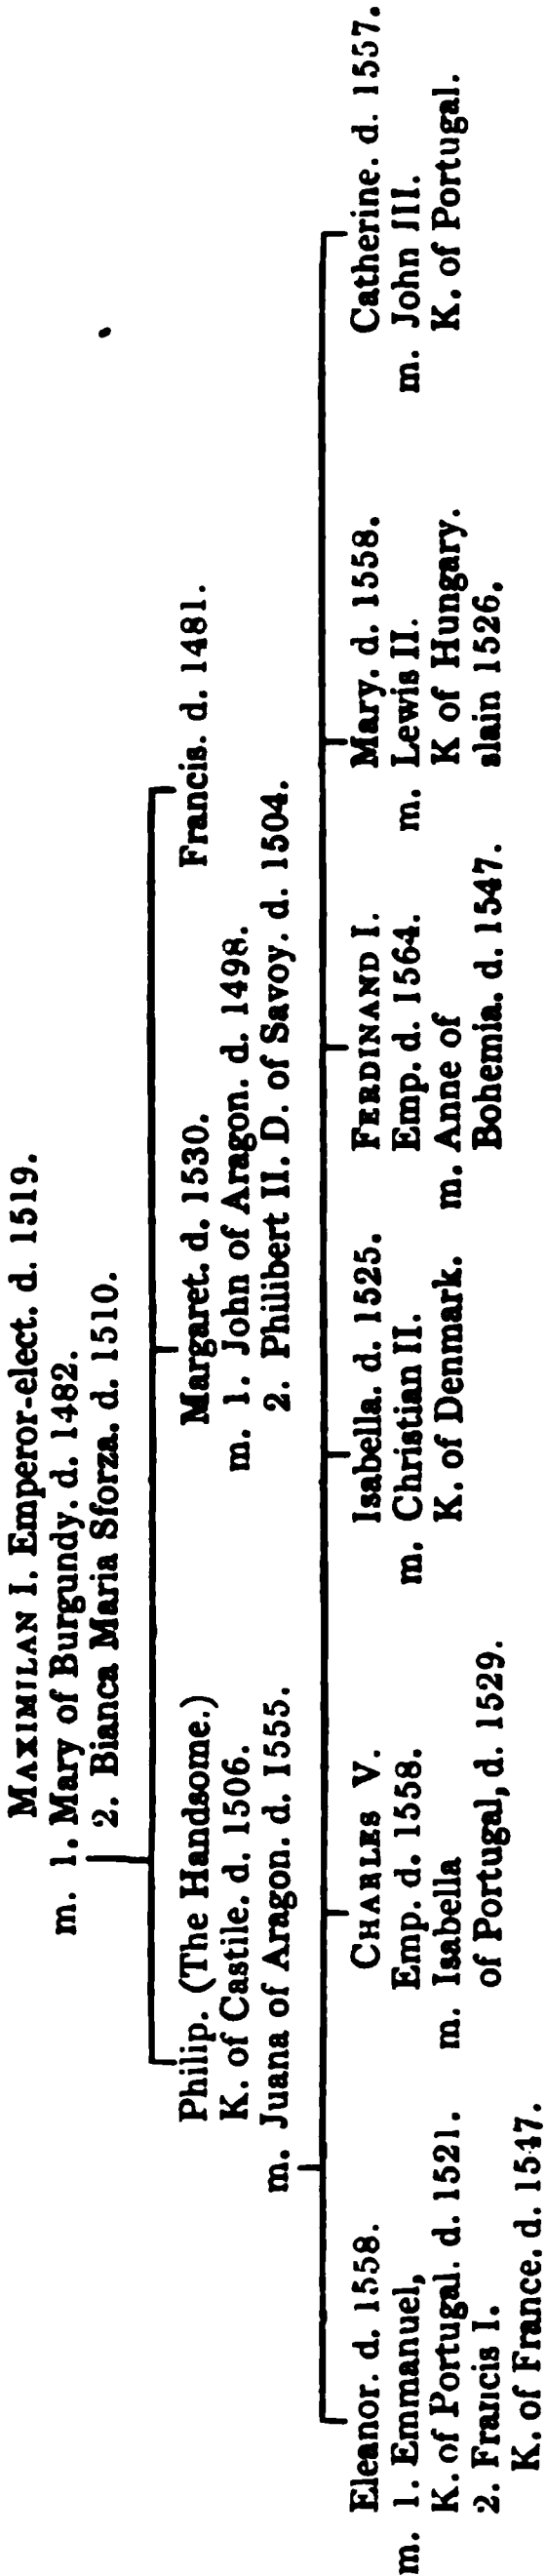 MAXIMILAN I. Emperor-elect. d. 1519.
m. 1. Mary of Burgundy. d. 1482.
2. Bianca Maria Sforza. d. 1510.
Philip. (The Handsome.)
K. of Castile. d. 1506.
m. Juana of Aragon. d. 1555.
Margaret. d. 1530.
m. 1. John of Aragon. d. 1498.
2. Philibert II. D. of Savoy. d. 1504.
Francis. d. 1481.
Eleanor. d. 1558.
m. 1. Emmanuel,
K. of Portugal. d. 1521.
2. Francis I.
K. of France. d. 1547.
CHARLES V.
Emp. d. 1558.
m. Isabella
of Portugal, d. 1529.
Isabella. d. 1525.
m. Christian II.
K. of Denmark.
FERDINAND I.
Emp. d. 1564.
m. Anne of
Bohemia. d. 1547.
Mary. d. 1558.
m. Lewis II.
K of Hungary.
slain 1526.
Catherine. d. 1557.
m. John III.
K. of Portugal.